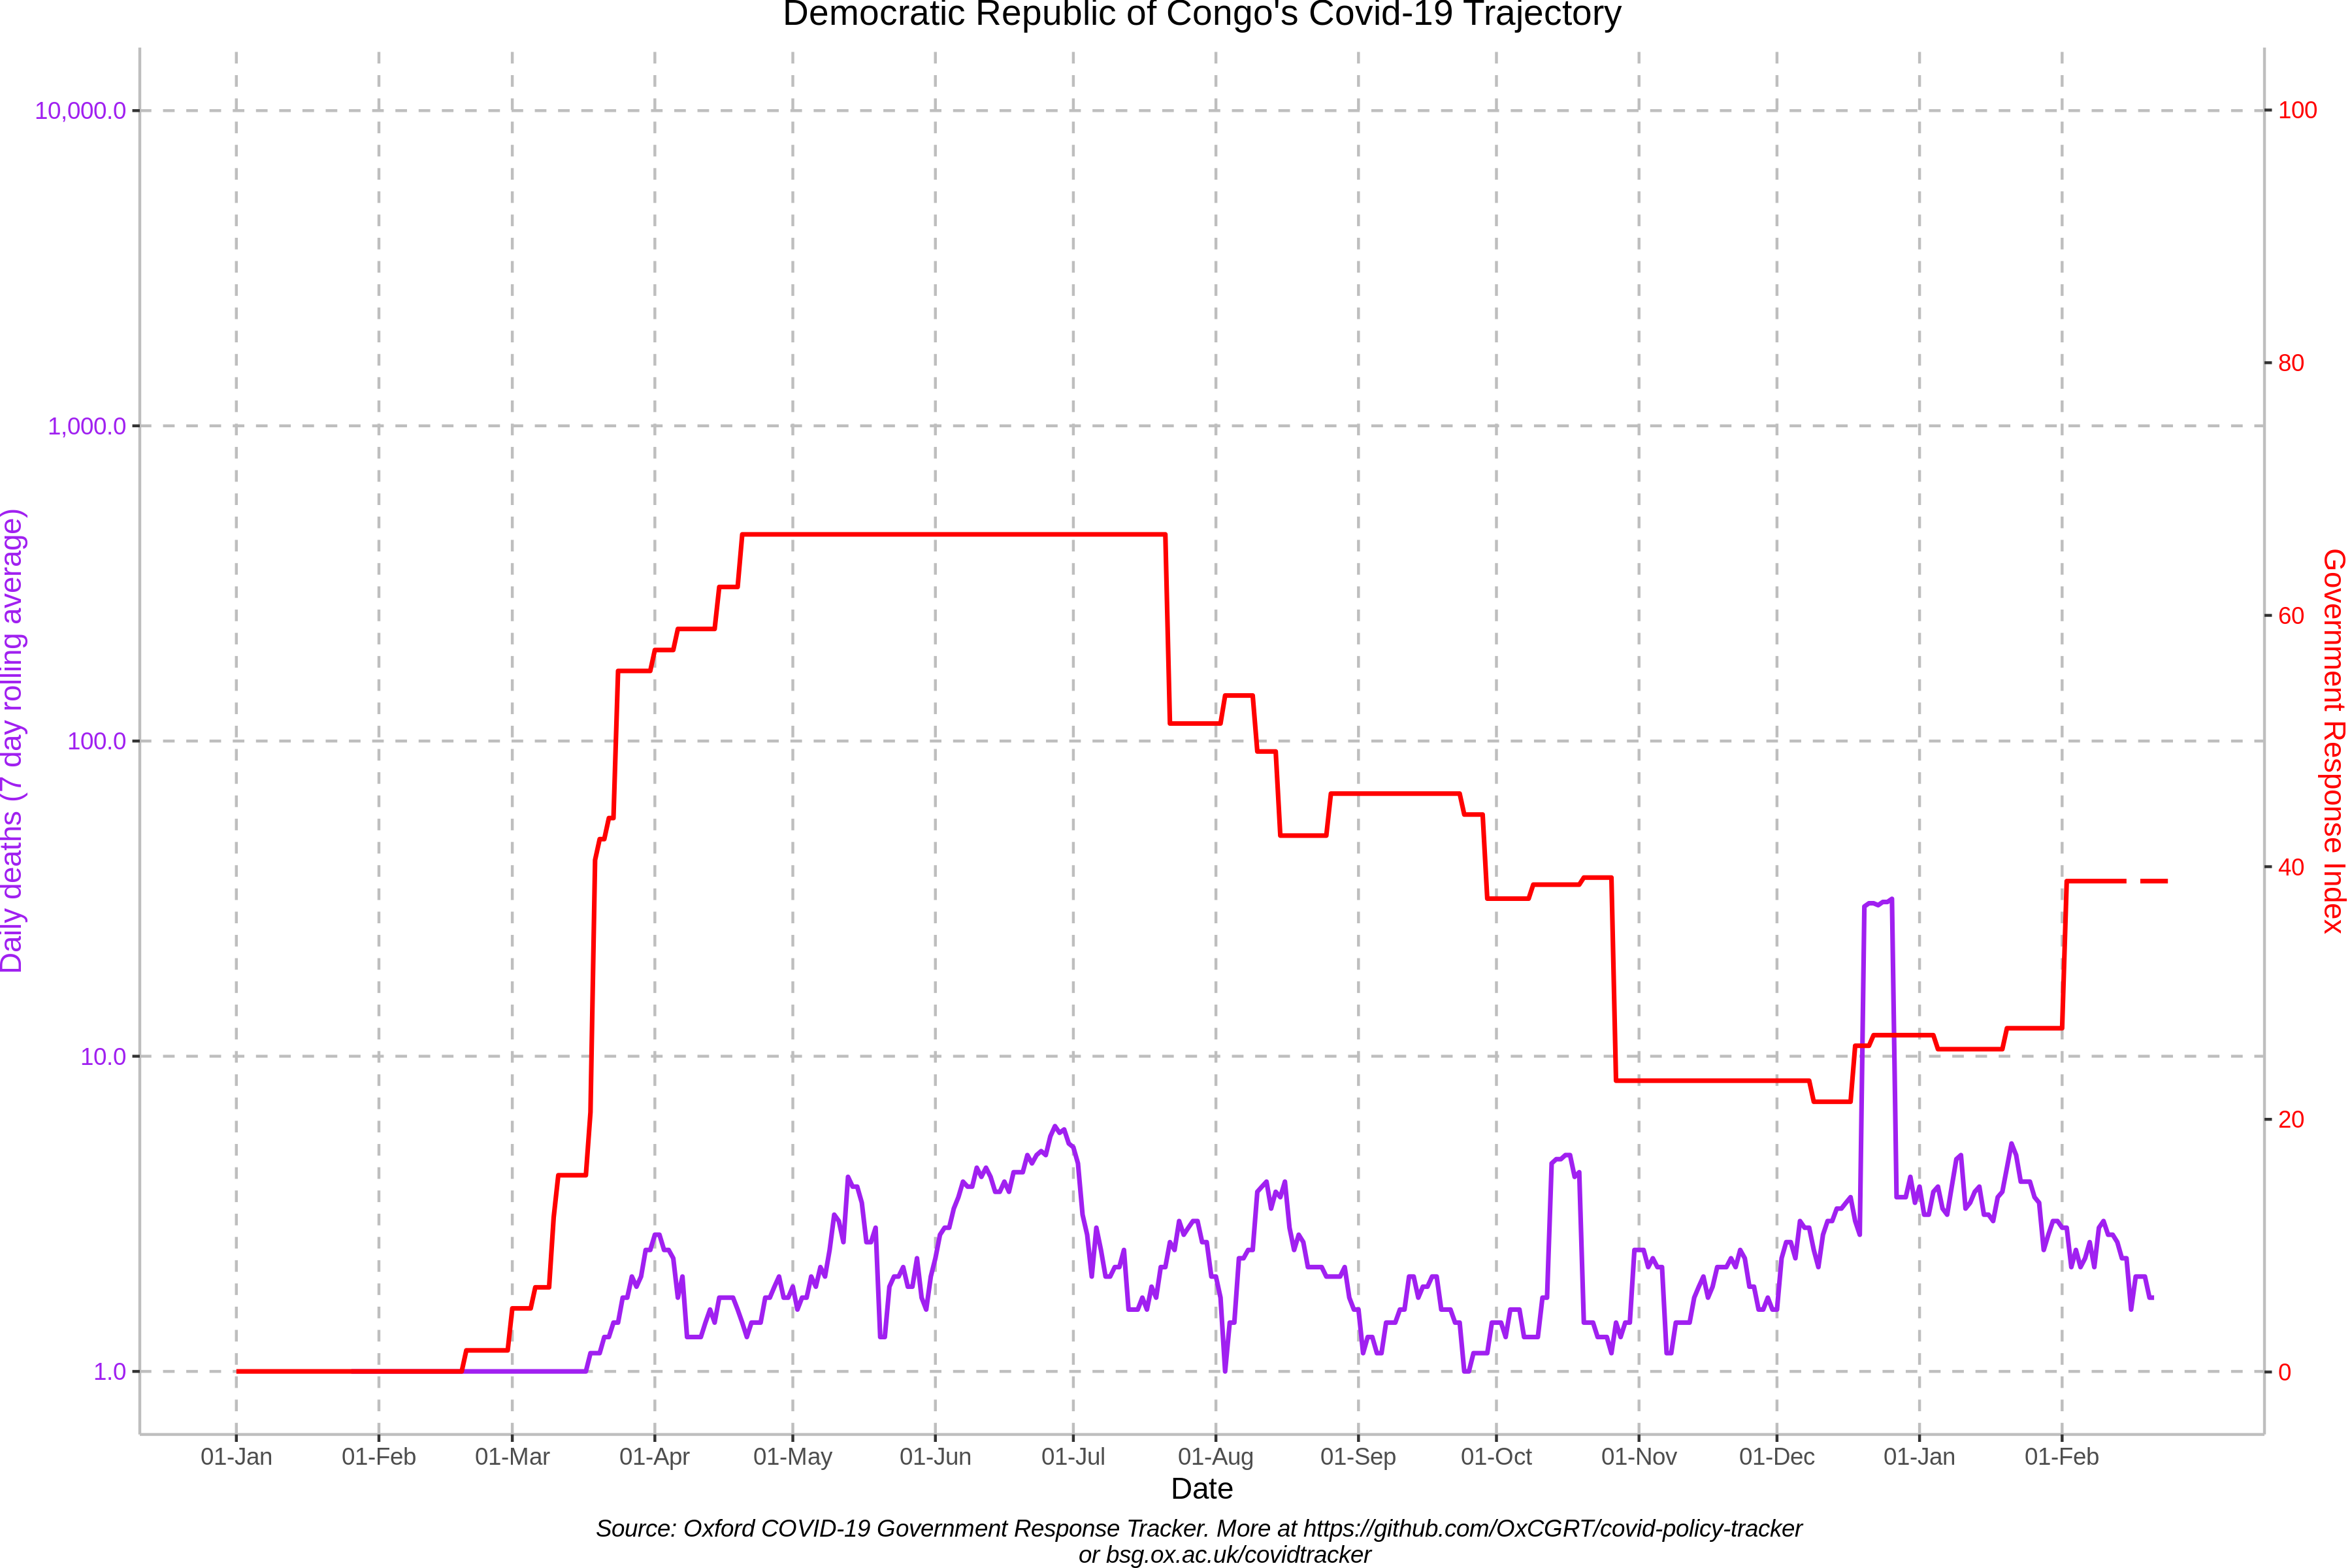 Democratic Republic of Congo's Covid-19 Trajectory
10,000.0
1,000.0
100.0
10.0
1.0
Daily deaths (7 day rolling average)
100
80
60
40
20
0
Government Response Index
01-Jan 01-Feb 01-Mar 01-Apr 01-May 01-Jun 01-Jul 01-Aug 01-Sep 01-Oct 01-Nov 01-Dec 01-Jan 01-Feb
Date
Source: Oxford COVID-19 Government Response Tracker. More at https://github.com/OxCGRT/covid-policy-tracker
or bsg.ox.ac.uk/covidtracker